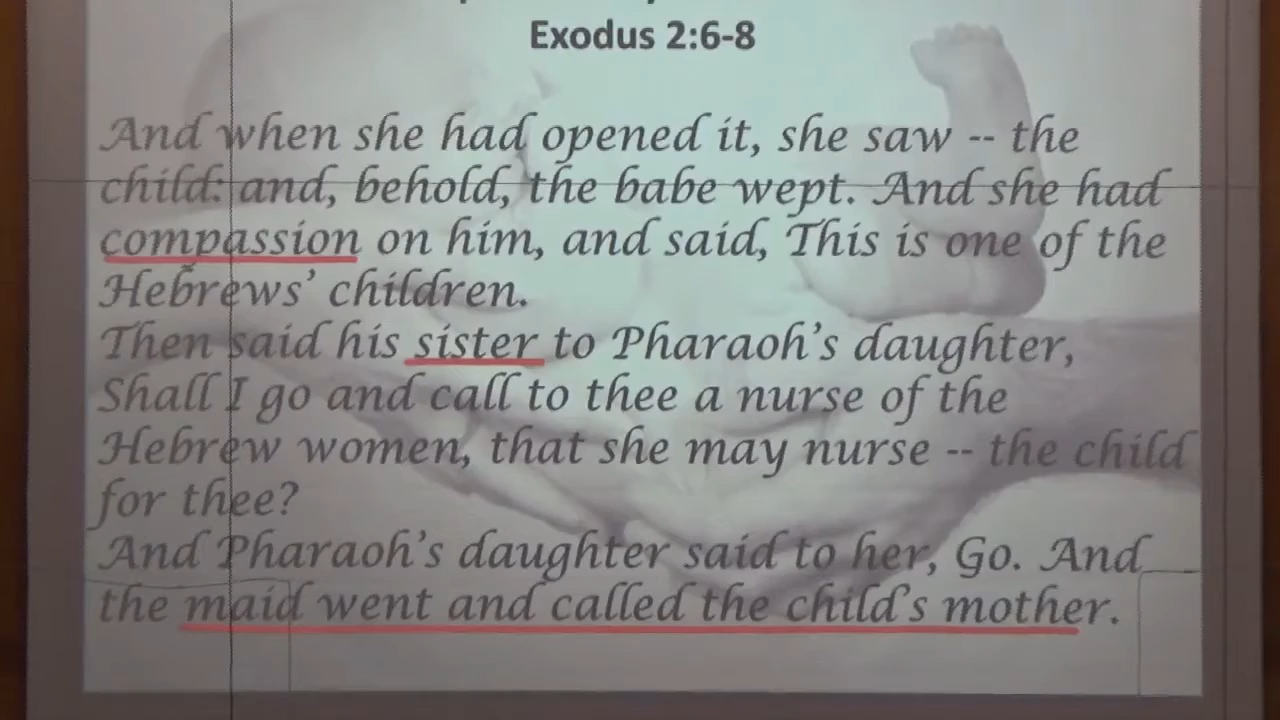 Exodus 2:6-8
And when she had opened it, she saw -- the
child: and, behold, the babe wept. And she had
compassion on him, and said, This is one of the
Hebrews’ children.
Then said his sister to Pharaoh’s daughter,
Shall I go and call to thee a nurse of the
Hebrew women, that she may nurse -- the child
for thee?
And Pharaoh’s daughter said to her, Go. And
the maid went and called the child’s mother.